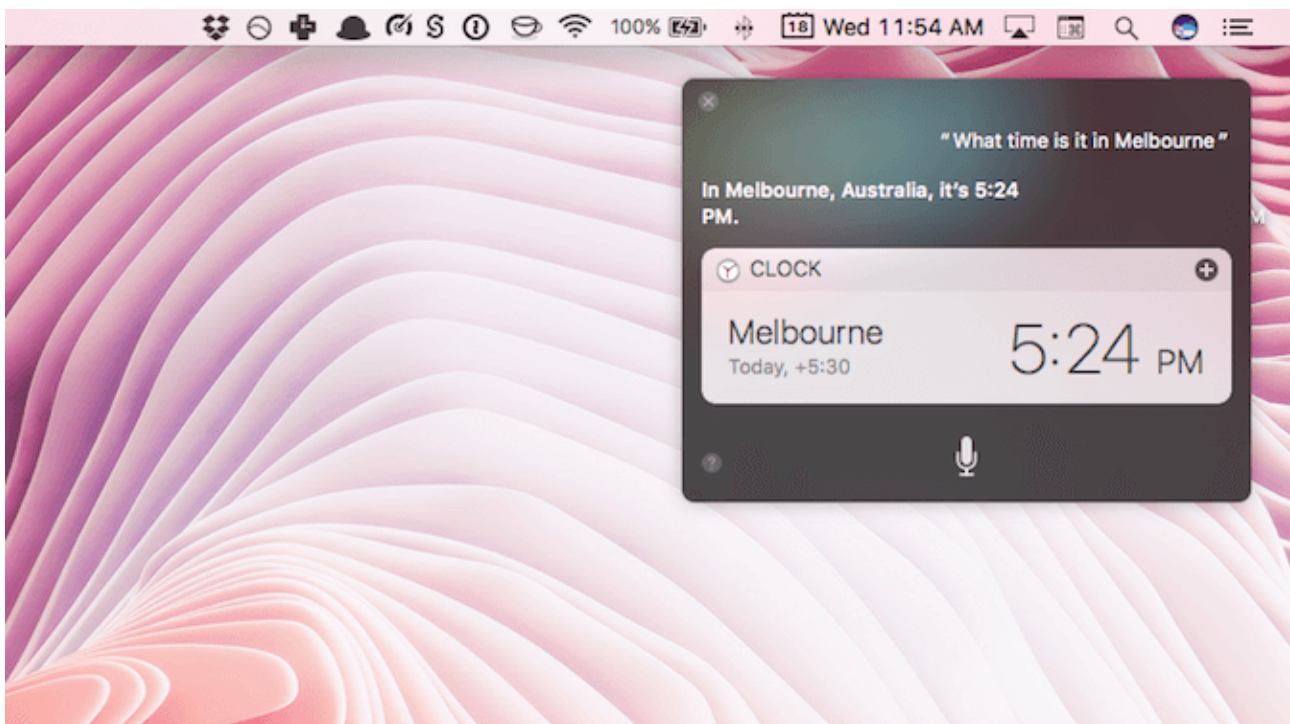 100%
18 Wed 11:54 AM
“What time is it in Melbourne”
In Melbourne, Australia, it’s 5:24
PM.
CLOCK
Melbourne
5:24 PM
Today, +5:30
?
M